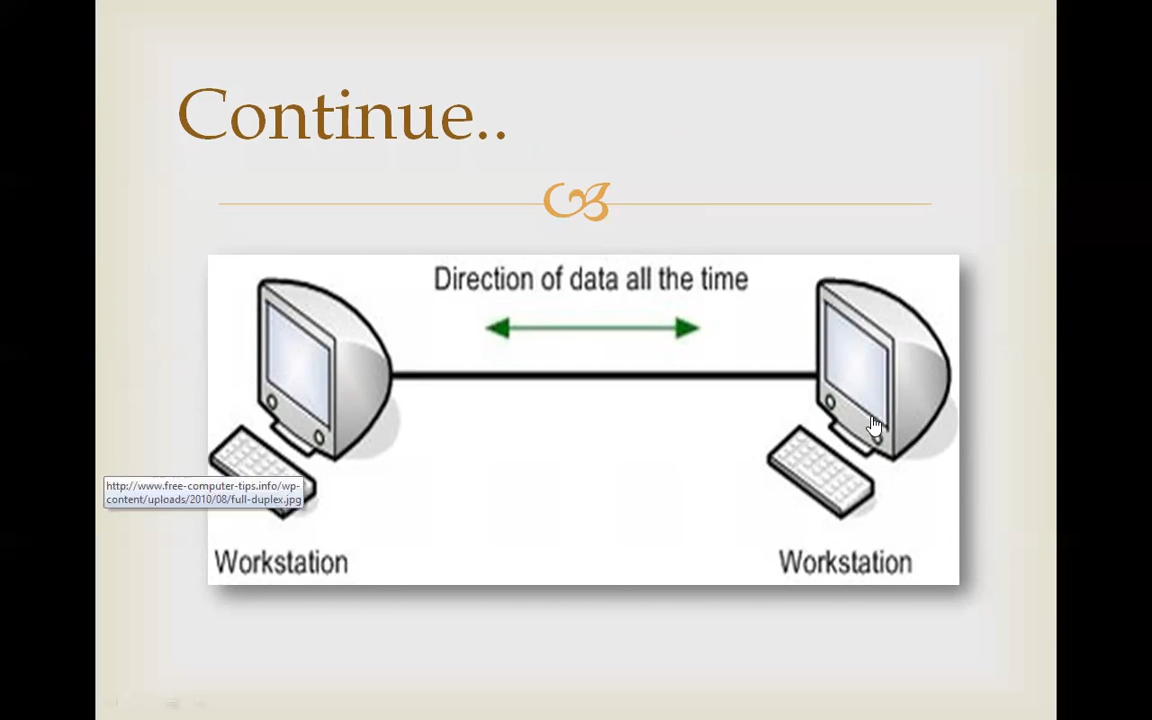 Continue..
Direction of data all the time
http://www.free-computer-tips.info/wp-
content/uploads/2010/08/full-duplex.jpg
Workstation
Workstation